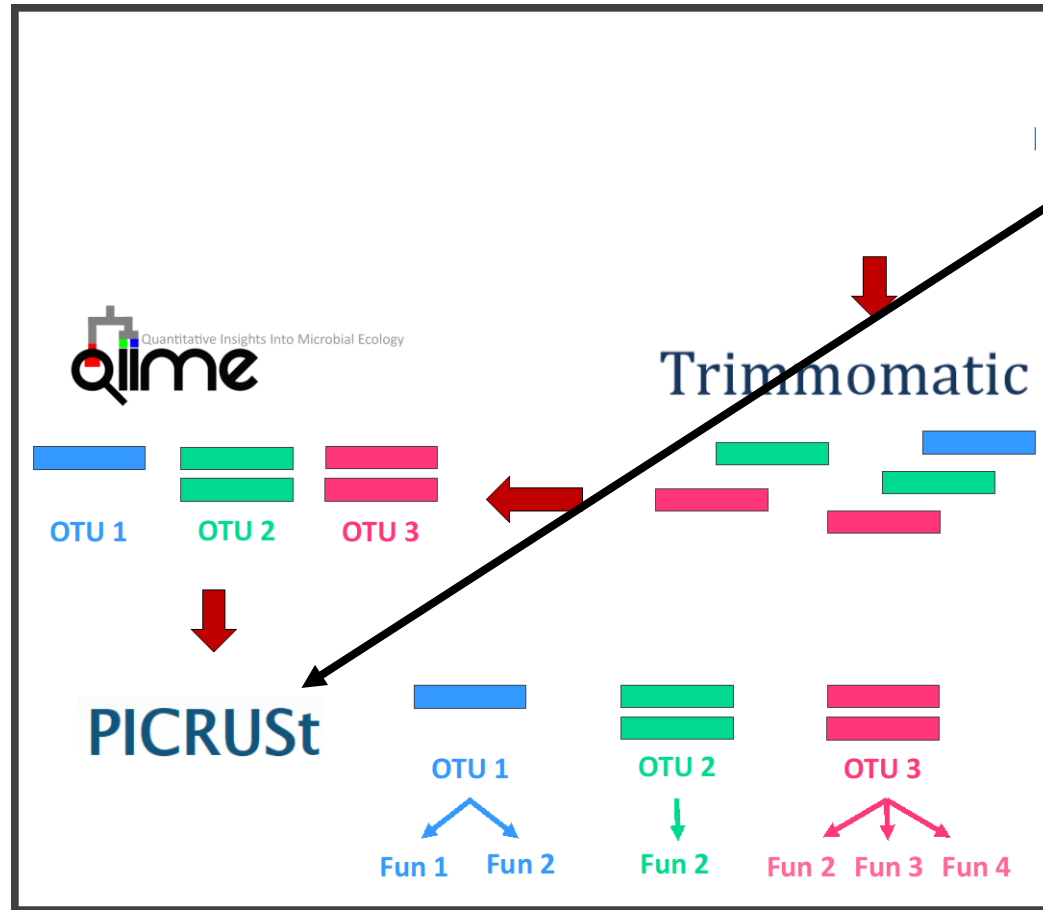 Quantitative Insights Into Microbial Ecology
qiime
Trimmomatic
OTU 1 OTU 2 OTU 3
PICRUSt
OTU 1 OTU 2 OTU 3
Fun 1 Fun 2 Fun 2 Fun 2 Fun 3 Fun 4